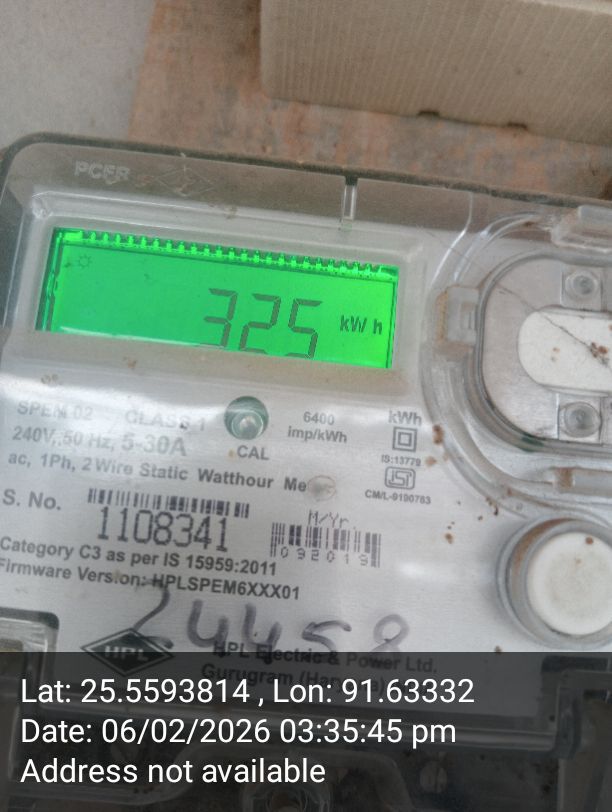 325 kWh
SPEM 02 CLASS 1
240V, 50 Hz, 5-30A
CAL
6400
imp/kWh
kWh
IS:13779
CM/L-9190763
ac, 1Ph, 2 Wire Static Watthour Me
S. No.
1108341
M/Yr.
092019
Category C3 as per IS 15959:2011
Firmware Version: HPLSPEM6XXX01
24458
HPL
HPL Electric & Power Ltd.
Gurugram
Lat: 25.5593814 , Lon: 91.63332
Date: 06/02/2026 03:35:45 pm
Address not available